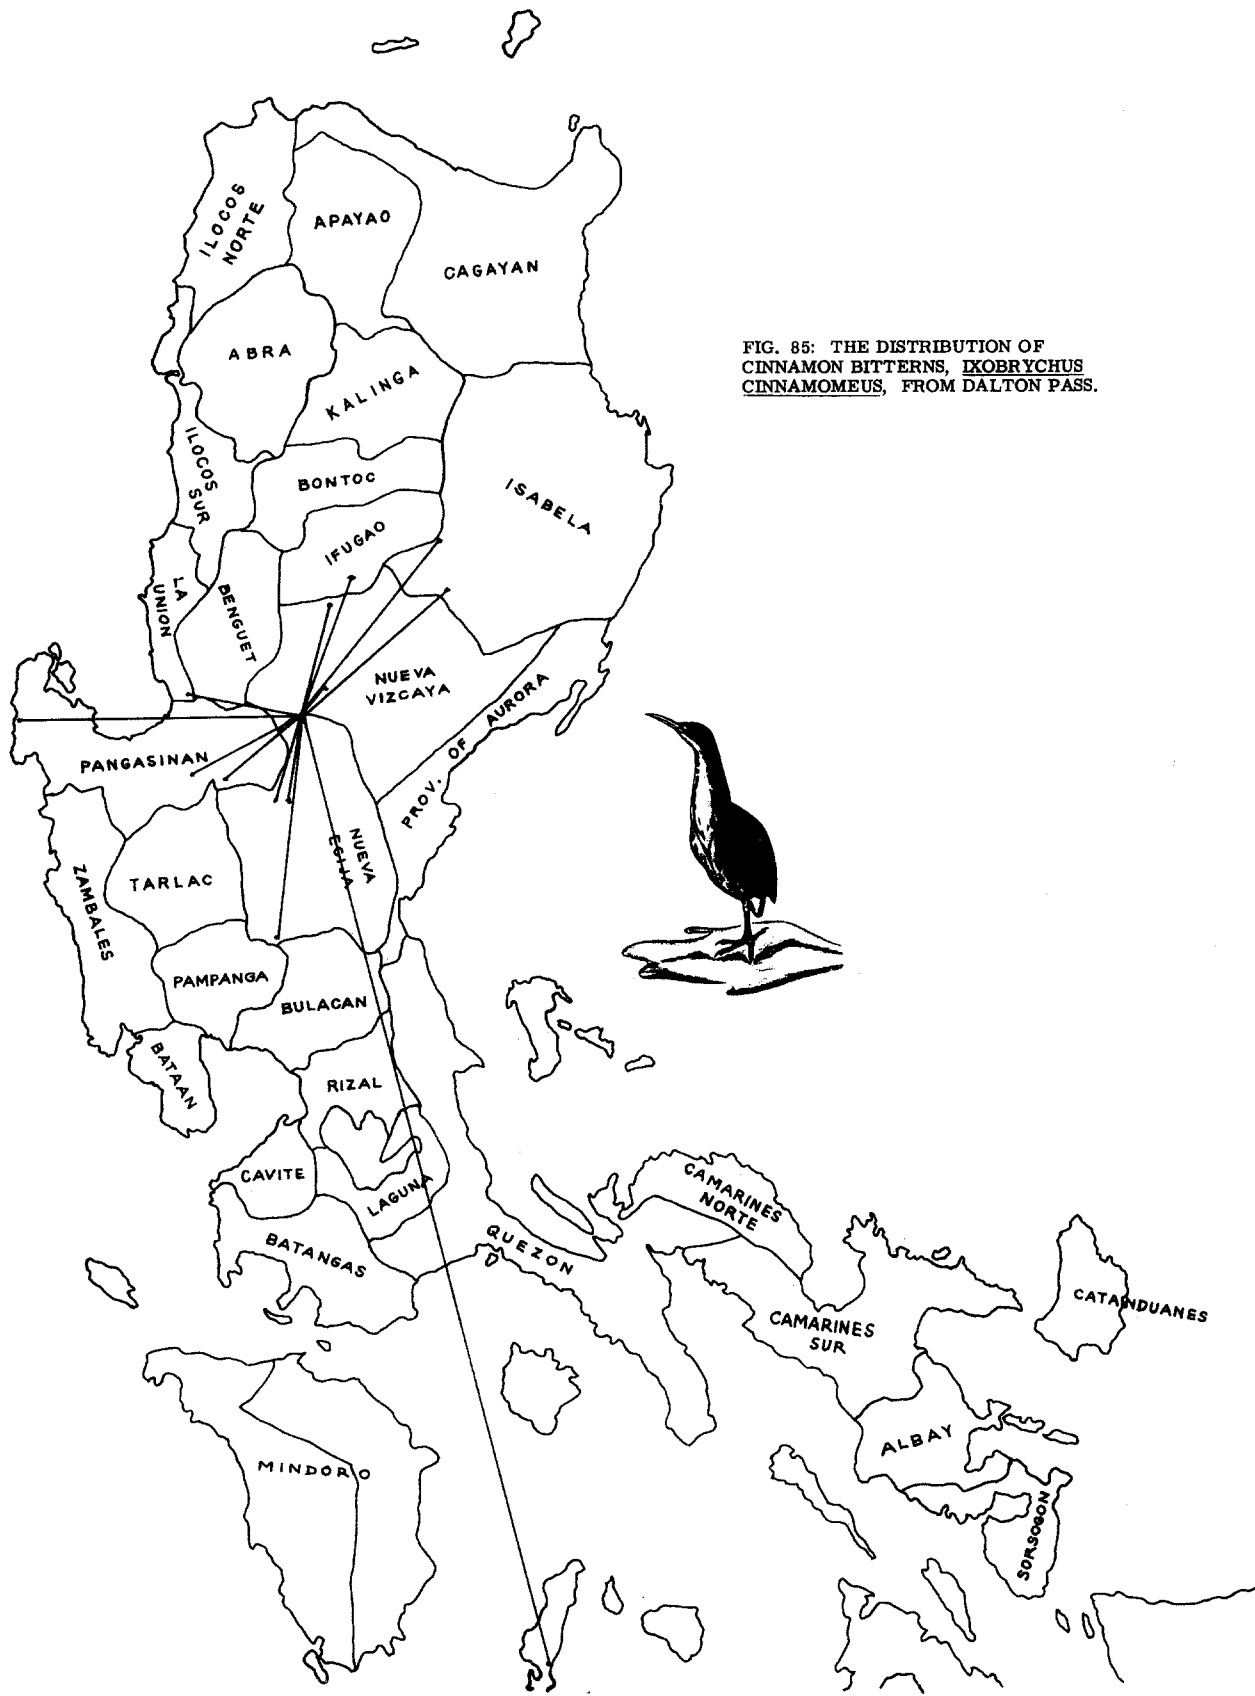 ILOCOS
NORTE
APAYAO
CAGAYAN
ABRA
KALINGA
FIG. 85: THE DISTRIBUTION OF
CINNAMON BITTERNS, IXOBRYCHUS
CINNAMOMEUS, FROM DALTON PASS.
ILOCOS
SUR
BONTOC
ISABELA
IFUGAO
LA
UNION
BENGUET
NUEVA
VIZCAYA
PROV. OF AURORA
PANGASINAN
NUEVA
ECIJA
ZAMBALES
TARLAC
PAMPANGA
BULACAN
BATAAN
RIZAL
CAVITE
LAGUNA
CAMARINES
NORTE
BATANGAS
QUEZON
CATANDUANES
CAMARINES
SUR
ALBAY
MINDORO
SORSOGON